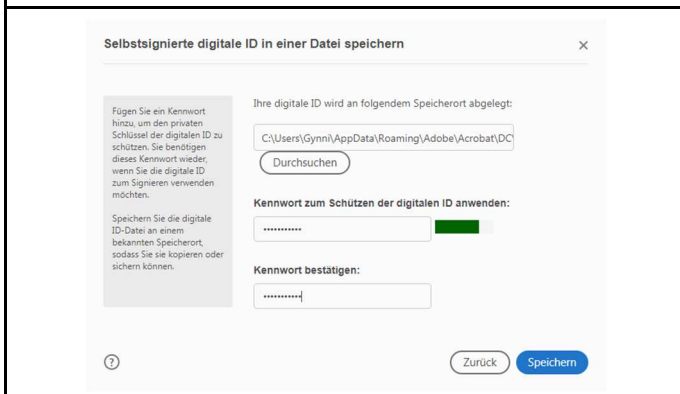 Selbstsignierte digitale ID in einer Datei speichern
Fügen Sie ein Kennwort
hinzu, um den privaten
Schlüssel der digitalen ID zu
schützen. Sie benötigen
dieses Kennwort wieder,
wenn Sie die digitale ID
zum Signieren verwenden
möchten.
Speichern Sie die digitale
ID-Datei an einem
bekannten Speicherort,
sodass Sie sie kopieren oder
sichern können.
Ihre digitale ID wird an folgendem Speicherort abgelegt:
C:\Users\Gynni\AppData\Roaming\Adobe\Acrobat\DC\
Durchsuchen
Kennwort zum Schützen der digitalen ID anwenden:
•••••••••••
Kennwort bestätigen:
•••••••••••
Zurück
Speichern